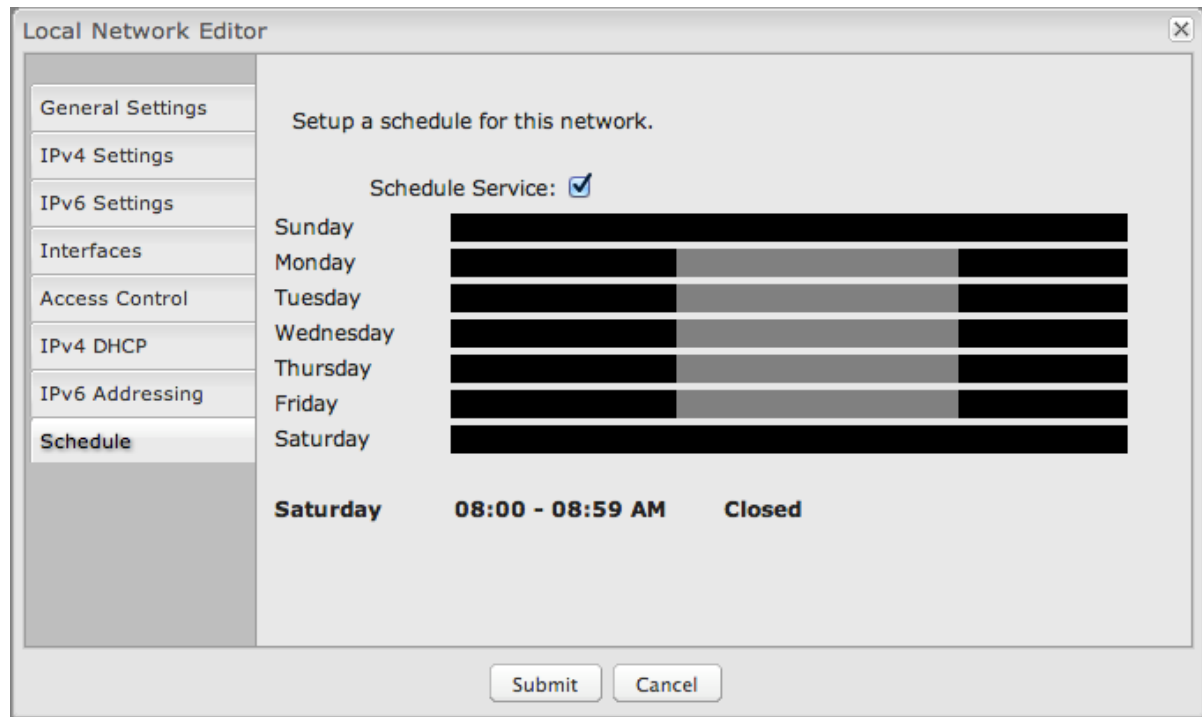 Local Network Editor
General Settings
IPv4 Settings
IPv6 Settings
Interfaces
Access Control
IPv4 DHCP
IPv6 Addressing
Schedule
Setup a schedule for this network.
Schedule Service:
Sunday
Monday
Tuesday
Wednesday
Thursday
Friday
Saturday
Saturday 08:00 - 08:59 AM Closed
Submit Cancel